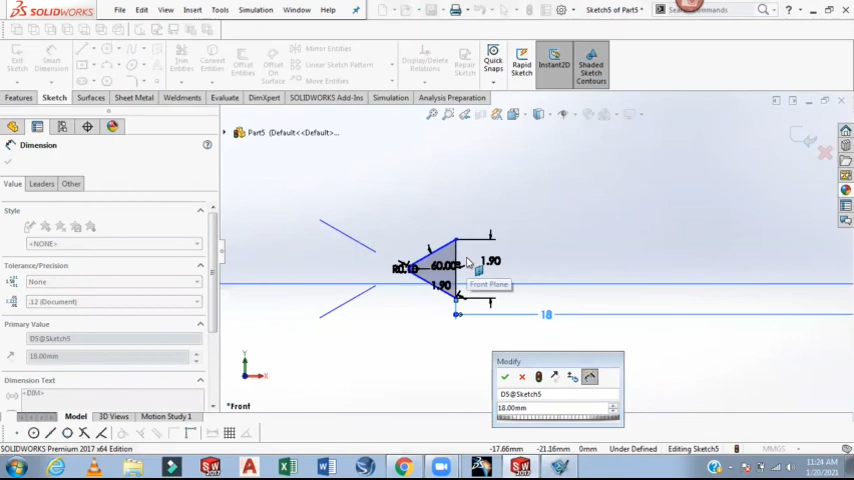 SOLIDWORKS File Edit View Insert Tools Simulation Window Sketch5 of Part5 * Search Commands
Exit Sketch Smart Dimension Trim Entities Convert Entities Offset Entities Offset On Surface Mirror Entities Linear Sketch Pattern Move Entities Display/Delete Relations Repair Sketch Quick Snaps Rapid Sketch Instant2D Shaded Sketch Contours
Features Sketch Surfaces Sheet Metal Weldments Evaluate DimXpert SOLIDWORKS Add-Ins Simulation Analysis Preparation
Part5 (Default<<Default>...
Dimension
Value Leaders Other
Style
<NONE>
Tolerance/Precision
None
.12 (Document)
Primary Value
D5@Sketch5
18.00mm
Dimension Text
<DIM>
R0.10
60.00°
1.90
1.90
Front Plane
18
Y
X
*Front
Modify
D5@Sketch5
18.00mm
Model 3D Views Motion Study 1
SOLIDWORKS Premium 2017 x64 Edition -17.66mm -21.16mm 0mm Under Defined Editing Sketch5 MMGS
11:24 AM
1/20/2021